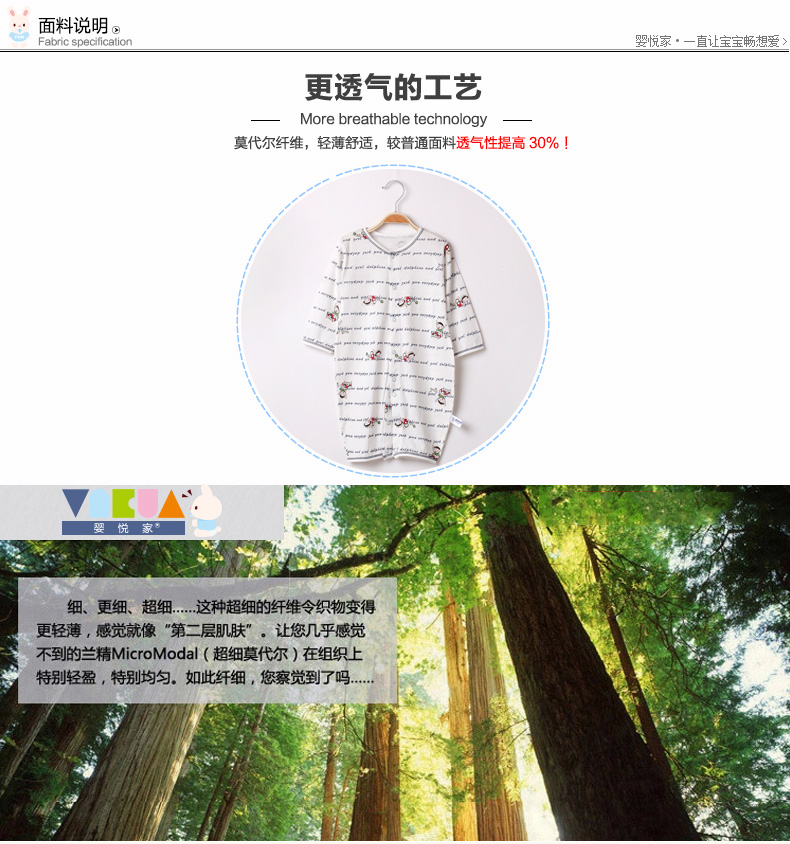 面料说明
Fabric specification
婴悦家•一直让宝宝畅想爱>
更透气的工艺
More breathable technology
莫代尔纤维，轻薄舒适，较普通面料透气性提高 30%！
婴 悦 家®
细、更细、超细......这种超细的纤维令织物变得
更轻薄，感觉就像“第二层肌肤”。让您几乎感觉
不到的兰精MicroModal（超细莫代尔）在组织上
特别轻盈，特别均匀。如此纤细，您察觉到了吗......